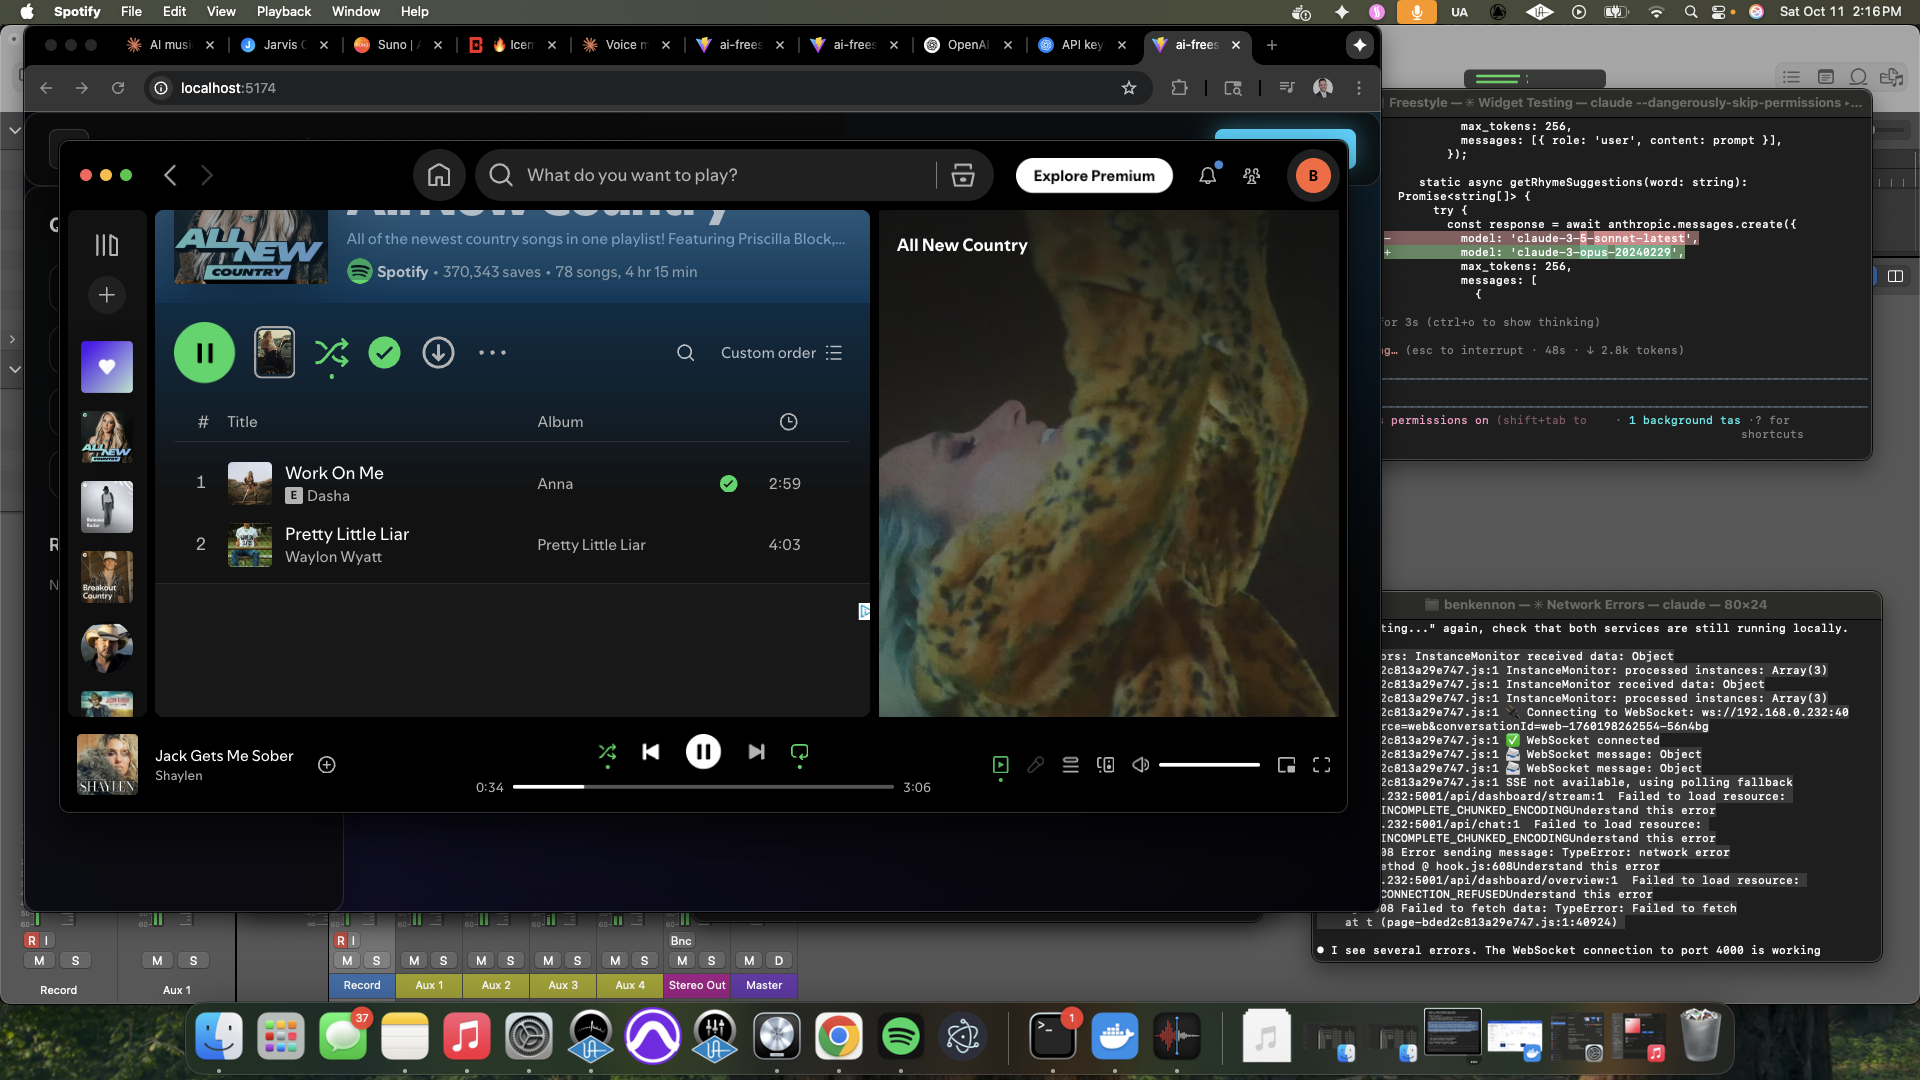 Spotify File Edit View Playback Window Help
UA
Sat Oct 11 2:16 PM
AI musi
Jarvis C
Suno | A
Icen
Voice m
ai-frees
ai-frees
OpenAI
API key
ai-frees
localhost:5174
What do you want to play?
Explore Premium
B
All New Country
All of the newest country songs in one playlist! Featuring Priscilla Block,...
Spotify • 370,343 saves • 78 songs, 4 hr 15 min
ALL NEW
COUNTRY
Custom order
# Title Album
1 Work On Me Anna 2:59
E Dasha
2 Pretty Little Liar Pretty Little Liar 4:03
Waylon Wyatt
ALL NEW
COUNTRY
Release
Radar
Breakout
Country
All New Country
SHAYLEN
Jack Gets Me Sober
Shaylen
0:34
3:06
Freestyle — ✳ Widget Testing — claude --dangerously-skip-permissions ▸...
max_tokens: 256,
messages: [{ role: 'user', content: prompt }],
});
static async getRhymeSuggestions(word: string):
Promise<string[]> {
try {
const response = await anthropic.messages.create({
- model: 'claude-3-5-sonnet-latest',
+ model: 'claude-3-opus-20240229',
max_tokens: 256,
messages: [
{
for 3s (ctrl+o to show thinking)
g… (esc to interrupt · 48s · ↓ 2.8k tokens)
s permissions on (shift+tab to · 1 background tas · ? for
shortcuts
benkennon — ✳ Network Errors — claude — 80×24
ting..." again, check that both services are still running locally.
ors: InstanceMonitor received data: Object
2c813a29e747.js:1 InstanceMonitor: processed instances: Array(3)
2c813a29e747.js:1 InstanceMonitor received data: Object
2c813a29e747.js:1 InstanceMonitor: processed instances: Array(3)
2c813a29e747.js:1 🔌 Connecting to WebSocket: ws://192.168.0.232:40
rce=web&conversationId=web-1760198262554-56n4bg
2c813a29e747.js:1 ✅ WebSocket connected
2c813a29e747.js:1 📨 WebSocket message: Object
2c813a29e747.js:1 📨 WebSocket message: Object
2c813a29e747.js:1 SSE not available, using polling fallback
.232:5001/api/dashboard/stream:1 Failed to load resource:
INCOMPLETE_CHUNKED_ENCODINGUnderstand this error
.232:5001/api/chat:1 Failed to load resource:
INCOMPLETE_CHUNKED_ENCODINGUnderstand this error
08 Error sending message: TypeError: network error
ethod @ hook.js:608Understand this error
.232:5001/api/dashboard/overview:1 Failed to load resource:
CONNECTION_REFUSEDUnderstand this error
08 Failed to fetch data: TypeError: Failed to fetch
at t (page-bded2c813a29e747.js:1:40924)
● I see several errors. The WebSocket connection to port 4000 is working
R I
R I
Bnc
M S
M S
M S
M S
M S
M S
M S
M S
M D
Record
Aux 1
Record
Aux 1
Aux 2
Aux 3
Aux 4
Stereo Out
Master
37
1